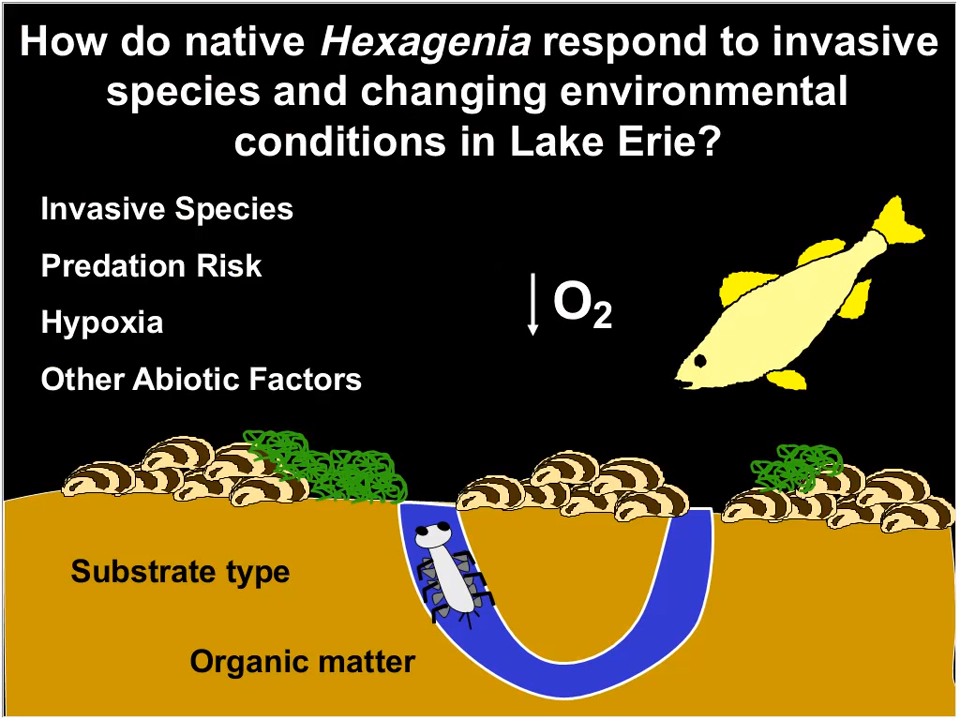 How do native Hexagenia respond to invasive
species and changing environmental
conditions in Lake Erie?
Invasive Species
Predation Risk
Hypoxia
Other Abiotic Factors
↓ O₂
Substrate type
Organic matter